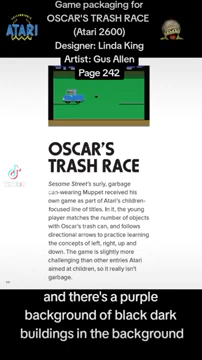 Game packaging for
OSCAR'S TRASH RACE
(Atari 2600)
Designer: Linda King
Artist: Gus Allen
Page 242
ATARI
OSCAR'S
TRASH RACE
Sesame Street's surly, garbage
can-wearing Muppet received his
own game as part of Atari's children-
focused line of titles. In it, the young
player matches the number of objects
with Oscar's trash can, and follows
directional arrows to practice learning
the concepts of left, right, up and
down. The game is slightly more
challenging than other entries Atari
aimed at children, so it really isn't
garbage.
and there's a purple
background of black dark
buildings in the background